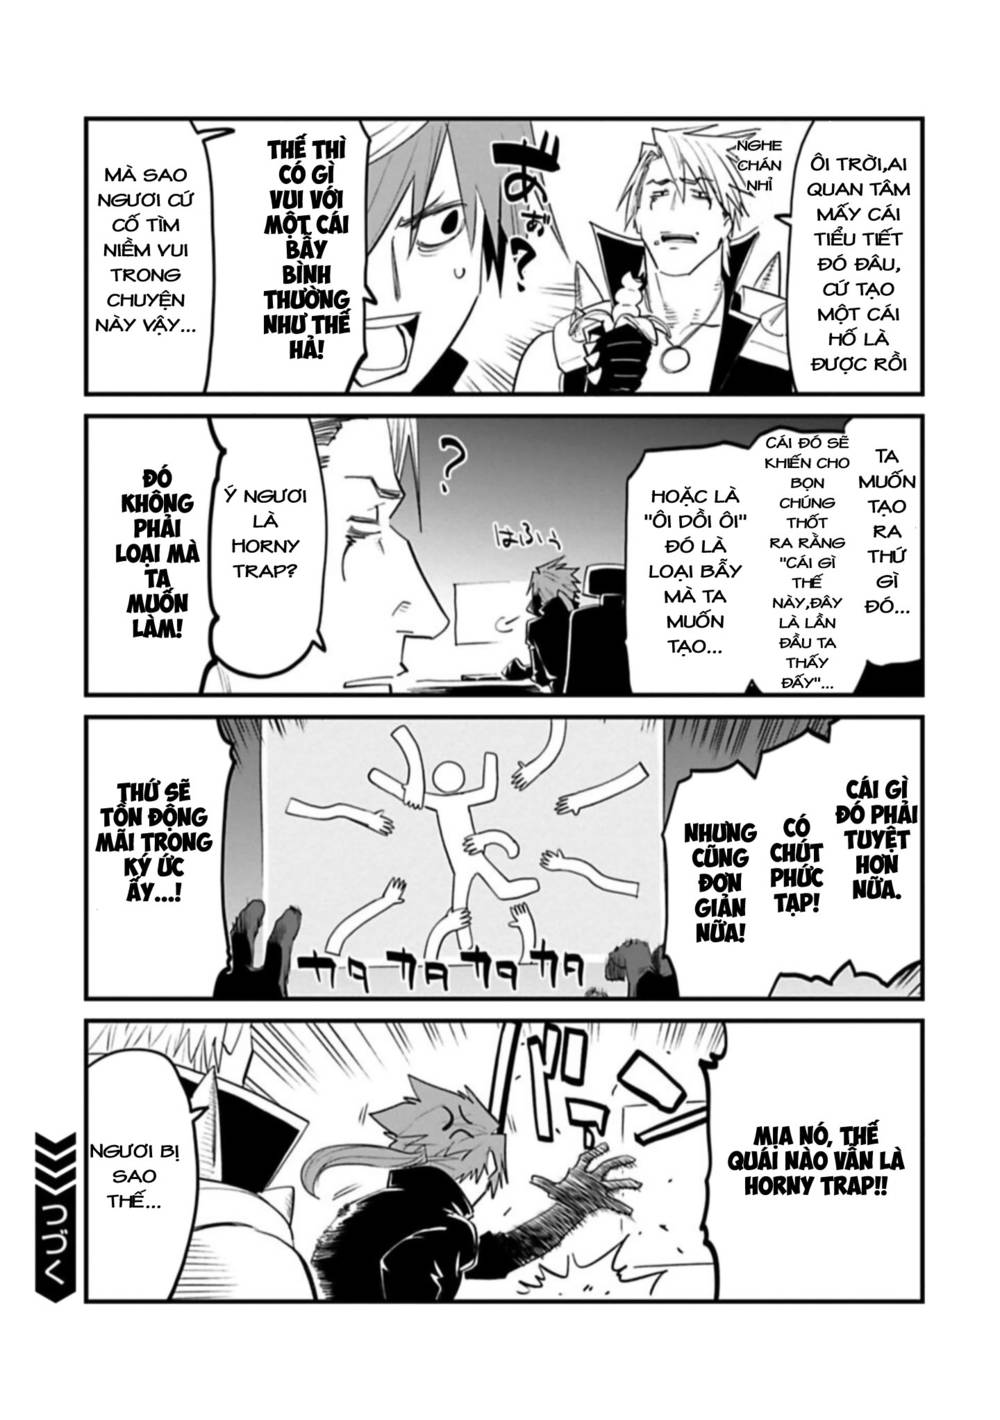 ÔI TRỜI,AI
QUAN TÂM
MẤY CÁI
TIỂU TIẾT
ĐÓ ĐÂU,
CỨ TẠO
MỘT CÁI
HỐ LÀ
ĐƯỢC RỒI
NGHE
CHÁN
NHỈ
あ゛
あぁ?
?
THẾ THÌ
CÓ GÌ
VUI VỚI
MỘT CÁI
BẪY
BÌNH
THƯỜNG
NHƯ THẾ
HẢ!
MÀ SAO
NGƯƠI CỨ
CỐ TÌM
NIỀM VUI
TRONG
CHUYỆN
NÀY VẬY...
TA
MUỐN
TẠO
RA
THỨ
GÌ
ĐÓ...
CÁI ĐÓ SẼ
KHIẾN CHO
BỌN
CHÚNG
THỐT
RA RẰNG
"CÁI GÌ
THẾ
NÀY,ĐÂY
LÀ LẦN
ĐẦU TA
THẤY
ĐẤY"...
HOẶC LÀ
"ÔI DỒI ÔI"
ĐÓ LÀ
LOẠI BẪY
MÀ TA
MUỐN
TẠO...
はふぅ
?
Ý NGƯƠI
LÀ
HORNY
TRAP?
ĐÓ
KHÔNG
PHẢI
LOẠI MÀ
TA
MUỐN
LÀM!
CÁI GÌ
ĐÓ PHẢI
TUYỆT
HƠN
NỮA.
CÓ
CHÚT
PHỨC
TẠP!
NHƯNG
CŨNG
ĐƠN
GIẢN
NỮA!
カタ カタ カタ カタ
THỨ SẼ
TỒN ĐỘNG
MÃI TRONG
KÝ ỨC
ẤY...!
MỊA NÓ, THẾ
QUÁI NÀO VẪN LÀ
HORNY TRAP!!
NGƯƠI BỊ
SAO
THẾ...
つづく